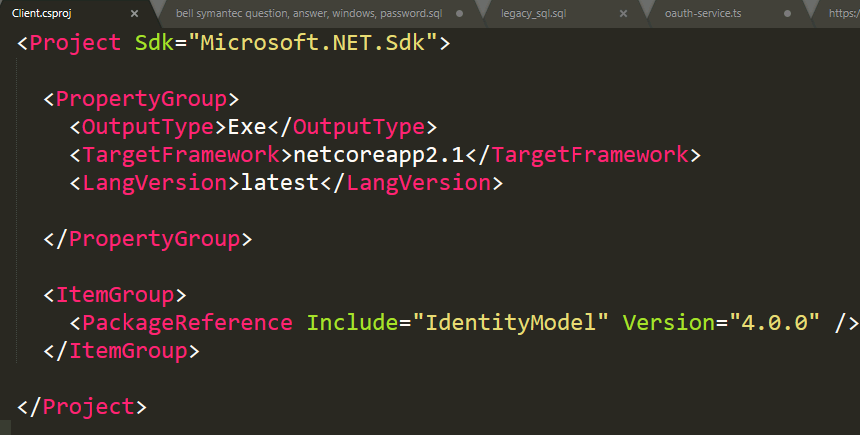 Client.csproj
bell symantec question, answer, windows, password.sql
legacy_sql.sql
oauth-service.ts
https:/
<Project Sdk="Microsoft.NET.Sdk">
<PropertyGroup>
<OutputType>Exe</OutputType>
<TargetFramework>netcoreapp2.1</TargetFramework>
<LangVersion>latest</LangVersion>
</PropertyGroup>
<ItemGroup>
<PackageReference Include="IdentityModel" Version="4.0.0" />
</ItemGroup>
</Project>